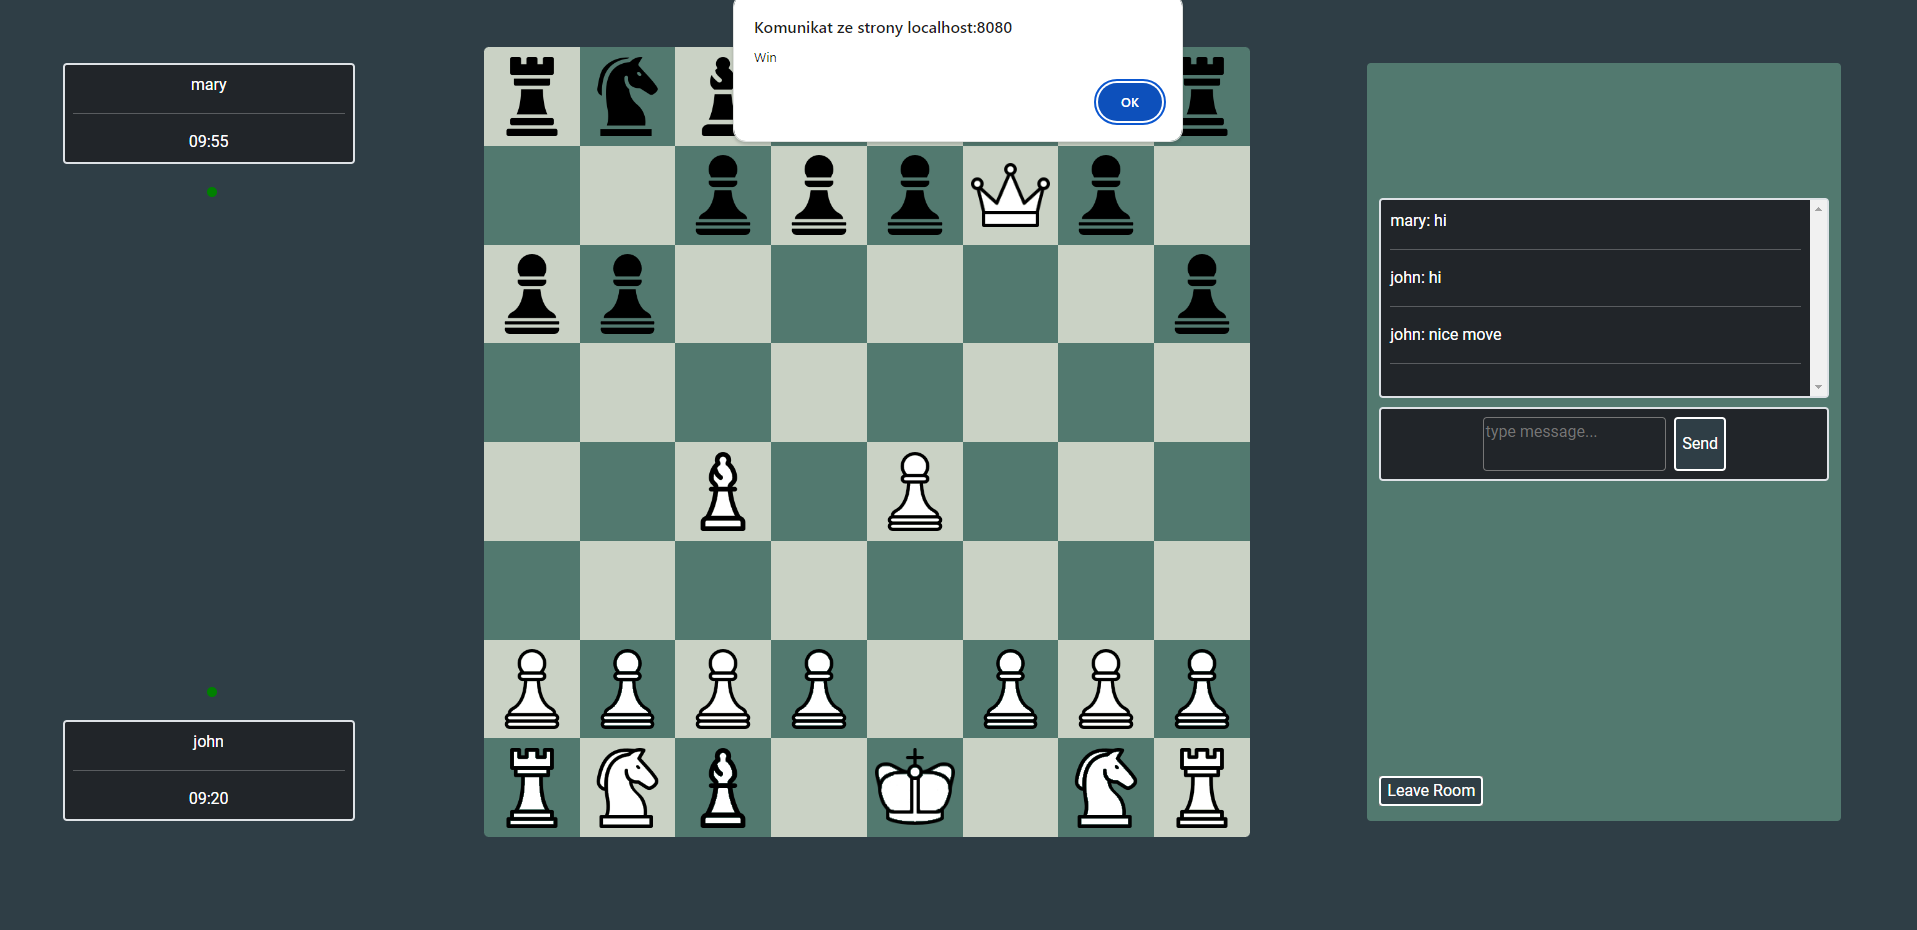 Komunikat ze strony localhost:8080
Win
OK
mary
09:55
john
09:20
mary: hi
john: hi
john: nice move
type message...
Send
Leave Room